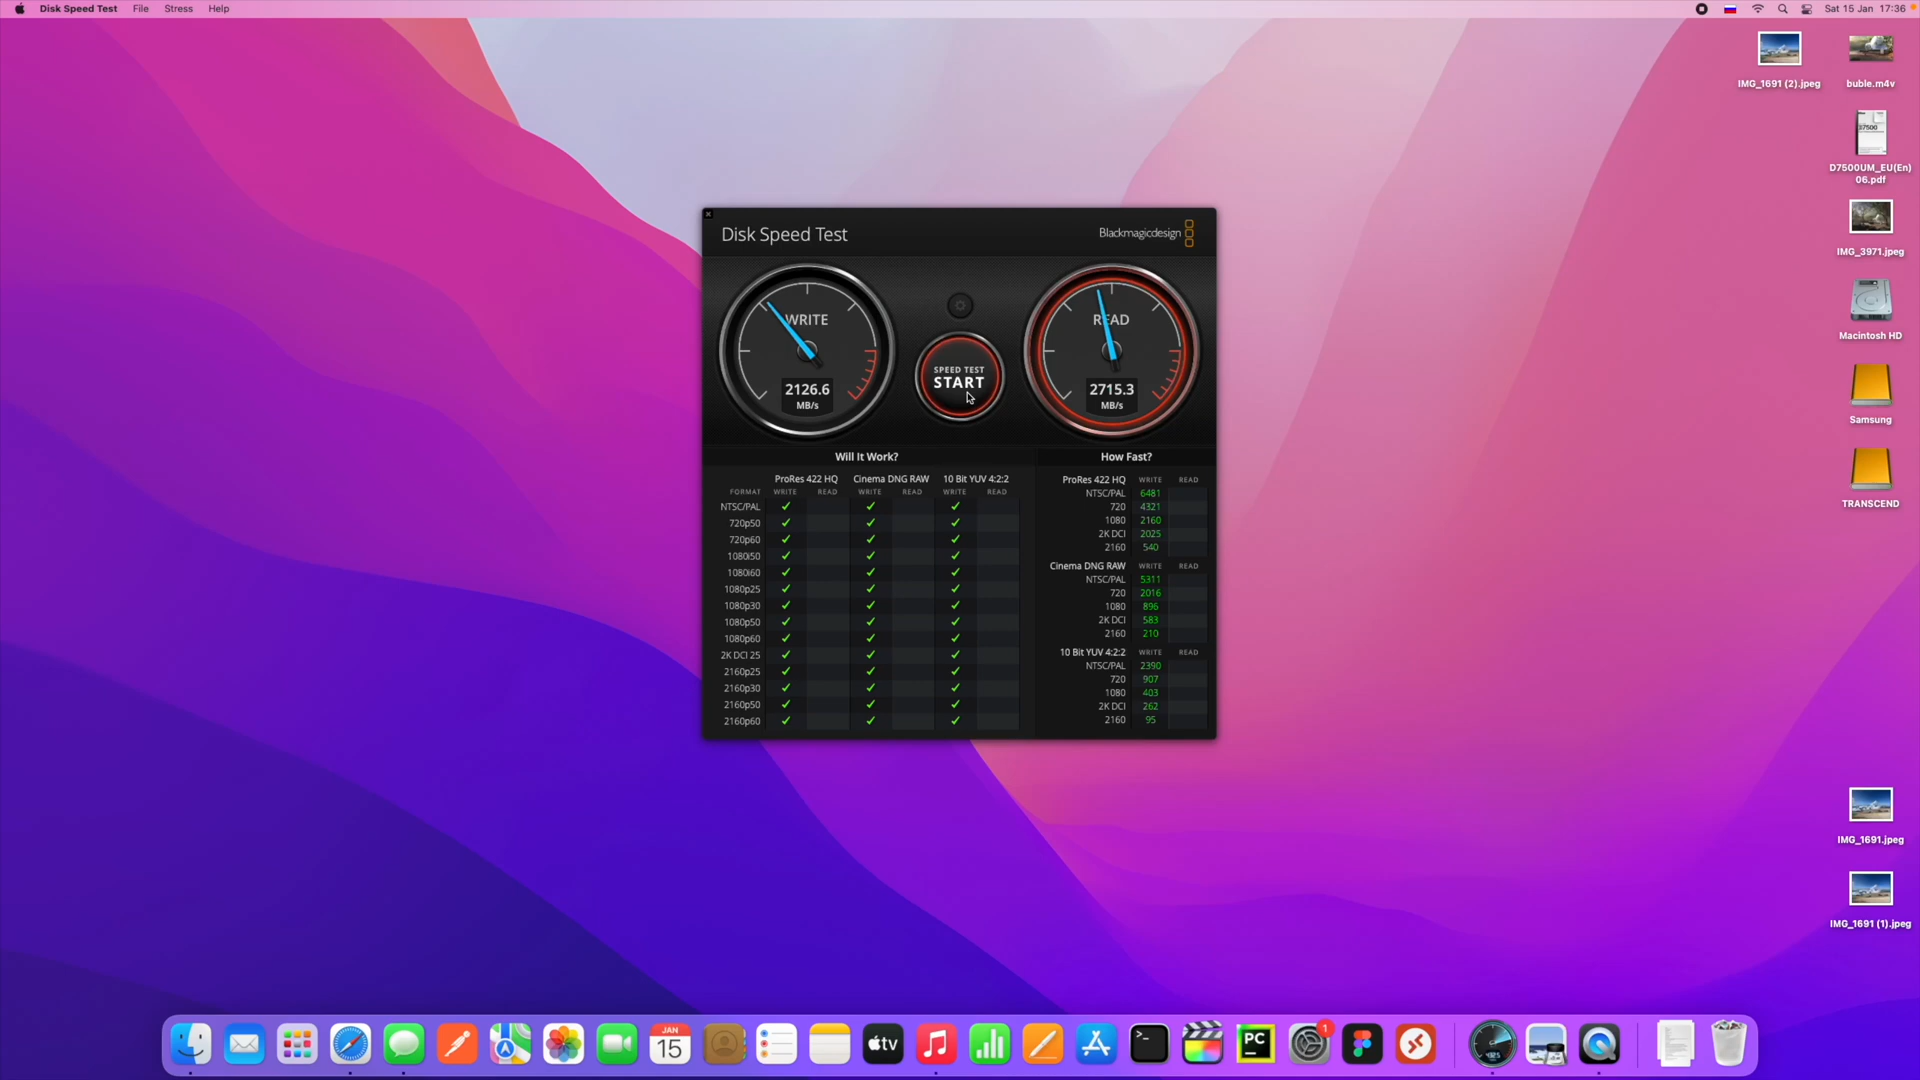 Disk Speed Test File Stress Help
Sat 15 Jan 17:36
IMG_1691 (2).jpeg
buble.m4v
D7500UM_EU(En)
06.pdf
IMG_3971.jpeg
Macintosh HD
Samsung
TRANSCEND
IMG_1691.jpeg
IMG_1691 (1).jpeg
Disk Speed Test
Blackmagicdesign
WRITE
2126.6
MB/s
SPEED TEST
START
READ
2715.3
MB/s
Will It Work?
ProRes 422 HQ Cinema DNG RAW 10 Bit YUV 4:2:2
FORMAT WRITE READ WRITE READ WRITE READ
NTSC/PAL ✓ ✓ ✓
720p50 ✓ ✓ ✓
720p60 ✓ ✓ ✓
1080i50 ✓ ✓ ✓
1080i60 ✓ ✓ ✓
1080p25 ✓ ✓ ✓
1080p30 ✓ ✓ ✓
1080p50 ✓ ✓ ✓
1080p60 ✓ ✓ ✓
2K DCI 25 ✓ ✓ ✓
2160p25 ✓ ✓ ✓
2160p30 ✓ ✓ ✓
2160p50 ✓ ✓ ✓
2160p60 ✓ ✓ ✓
How Fast?
ProRes 422 HQ WRITE READ
NTSC/PAL 6481
720 4321
1080 2160
2K DCI 2025
2160 540
Cinema DNG RAW WRITE READ
NTSC/PAL 5311
720 2016
1080 896
2K DCI 583
2160 210
10 Bit YUV 4:2:2 WRITE READ
NTSC/PAL 2390
720 907
1080 403
2K DCI 262
2160 95
JAN
15
tv
>_
PC
1